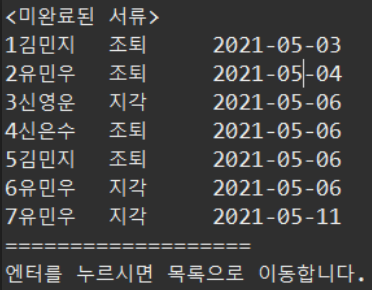 <미완료된 서류>
1김민지 조퇴 2021-05-03
2유민우 조퇴 2021-05-04
3신영운 지각 2021-05-06
4신은수 조퇴 2021-05-06
5김민지 조퇴 2021-05-06
6유민우 지각 2021-05-06
7유민우 지각 2021-05-11
===================
엔터를 누르시면 목록으로 이동합니다.